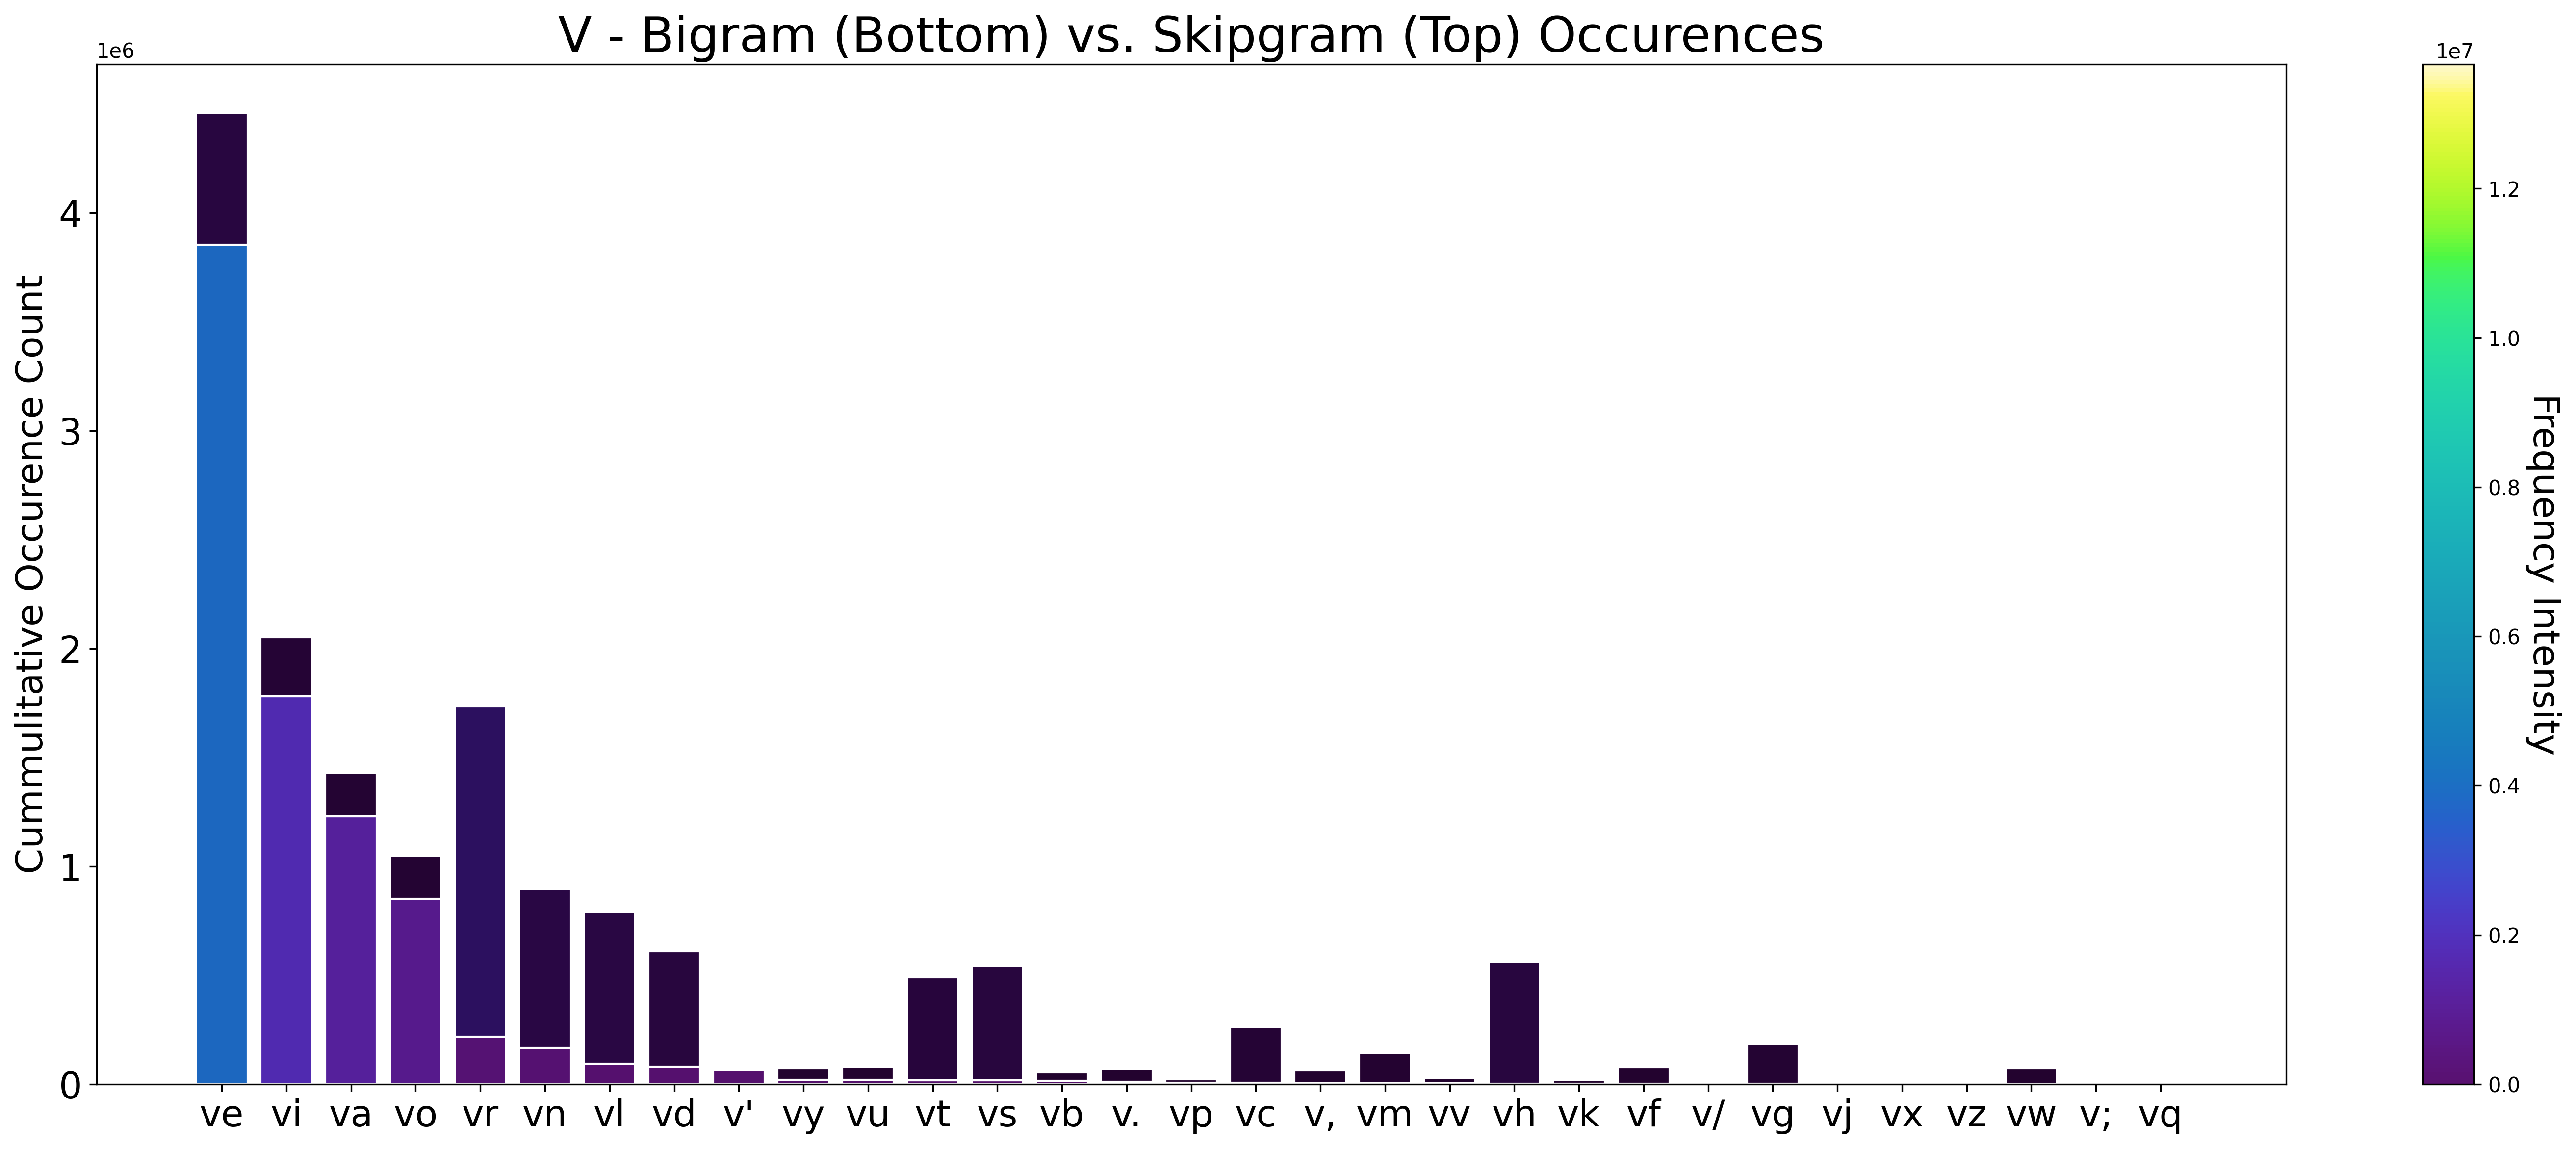 V - Bigram (Bottom) vs. Skipgram (Top) Occurences
1e6
1e7
Cummulitative Occurence Count
4
3
2
1
0
ve vi va vo vr vn vl vd v' vy vu vt vs vb v. vp vc v, vm vv vh vk vf v/ vg vj vx vz vw v; vq
1.2
1.0
0.8
0.6
0.4
0.2
0.0
Frequency Intensity